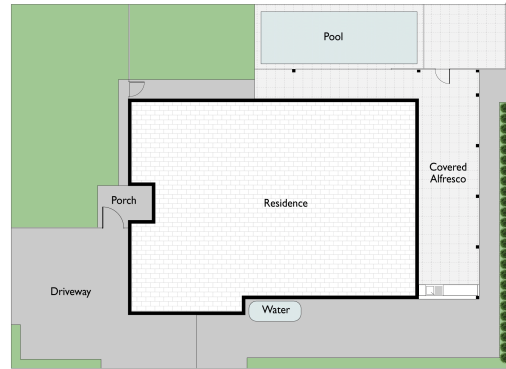 Pool
Covered
Alfresco
Porch
Residence
Driveway
Water